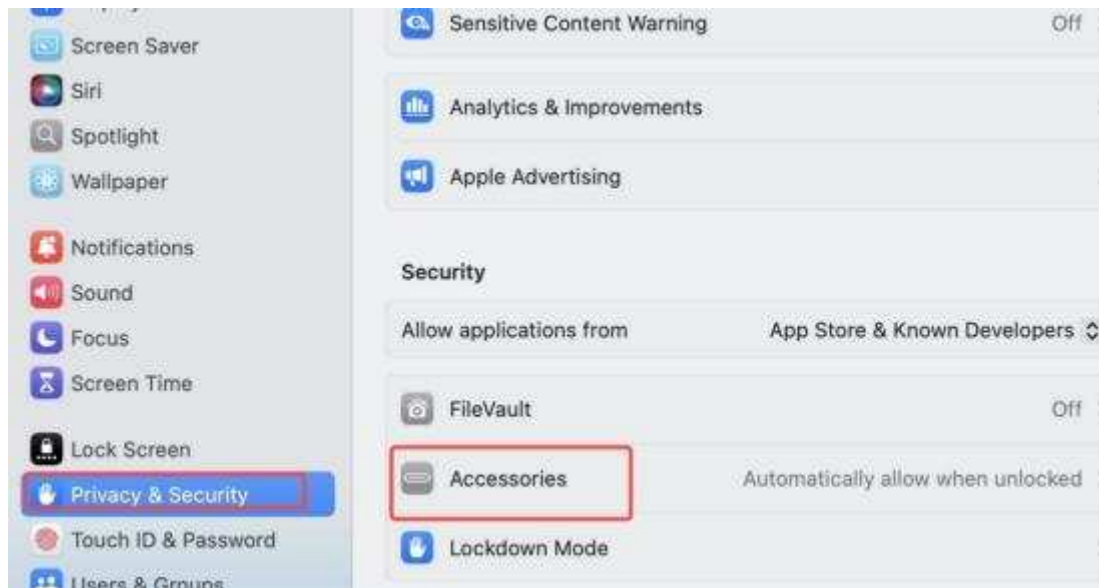 Screen Saver
Siri
Spotlight
Wallpaper
Notifications
Sound
Focus
Screen Time
Lock Screen
Privacy & Security
Touch ID & Password
Users & Groups
Sensitive Content Warning Off
Analytics & Improvements
Apple Advertising
Security
Allow applications from App Store & Known Developers
FileVault Off
Accessories Automatically allow when unlocked
Lockdown Mode